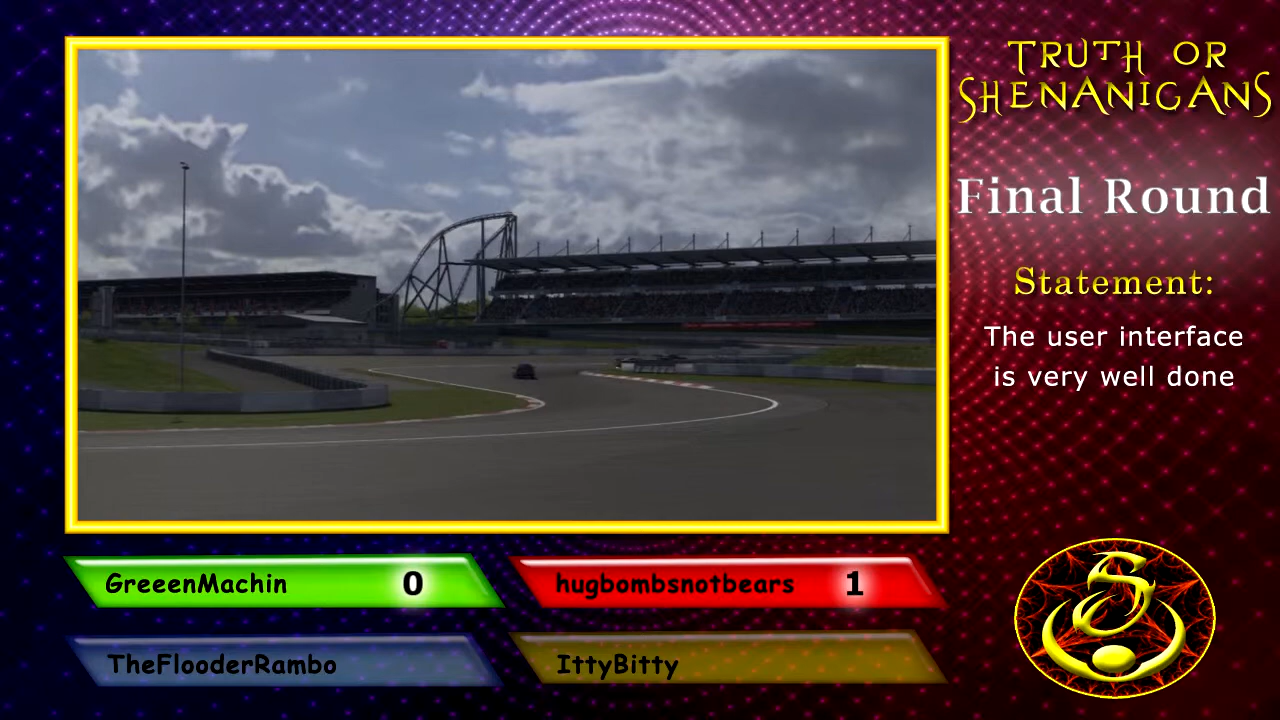 TRUTH OR
SHENANIGANS
Final Round
Statement:
The user interface
is very well done
GreeenMachin 0
hugbombsnotbears 1
TheFlooderRambo
IttyBitty